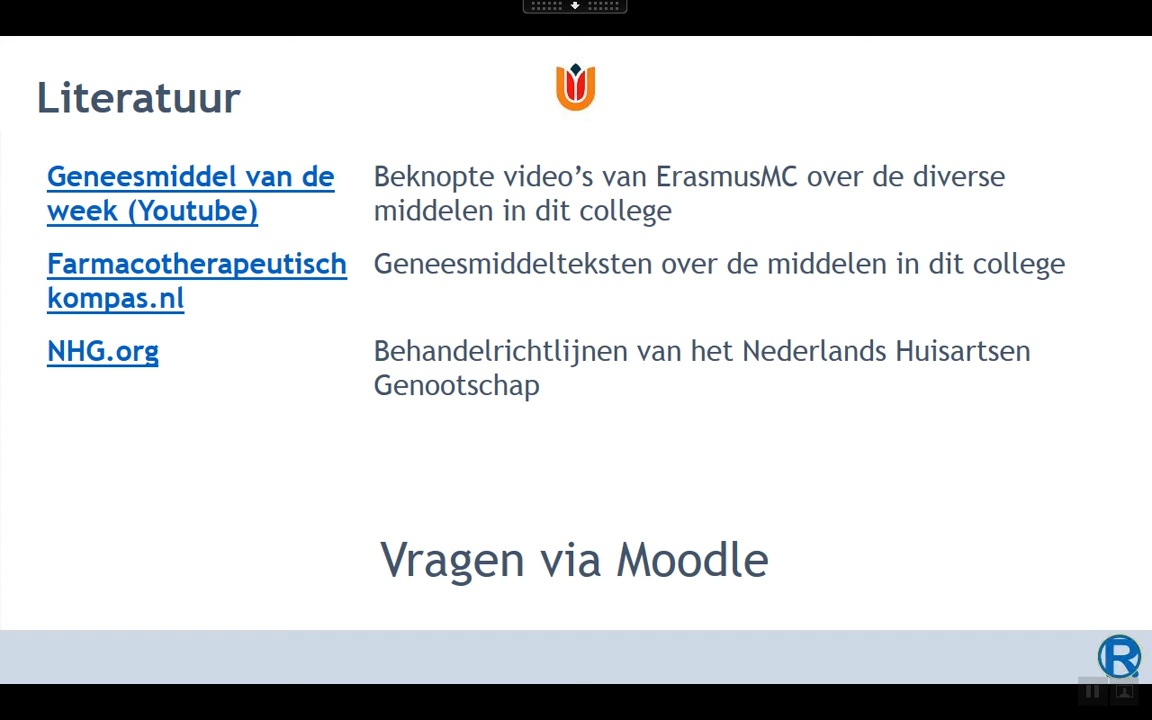 Literatuur
Geneesmiddel van de
week (Youtube)
Beknopte video’s van ErasmusMC over de diverse
middelen in dit college
Farmacotherapeutisch
kompas.nl
Geneesmiddelteksten over de middelen in dit college
NHG.org
Behandelrichtlijnen van het Nederlands Huisartsen
Genootschap
Vragen via Moodle
R